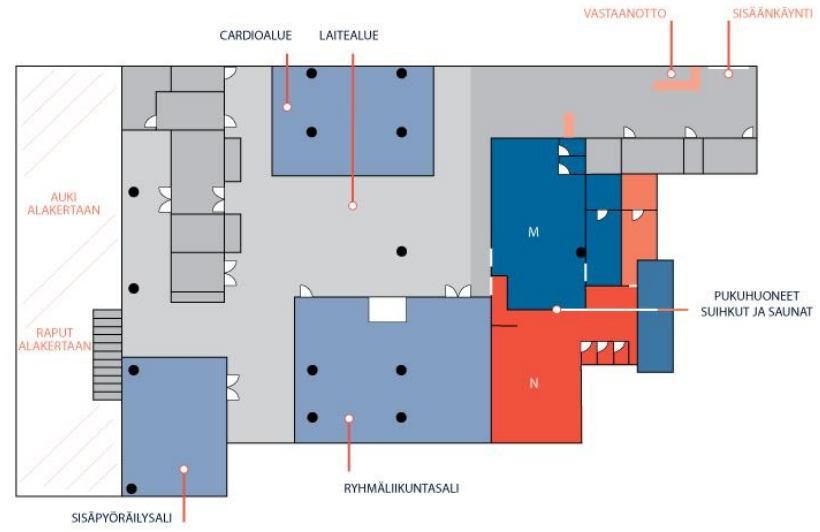 VASTAANOTTO
SISÄÄNKÄYNTI
CARDIOALUE
LAITEALUE
AUKI
ALAKERTAAN
M
PUKUHUONEET
SUIHKUT JA SAUNAT
RAPUT
ALAKERTAAN
N
RYHMÄLIIKUNTASALI
SISÄPYÖRÄILYSALI